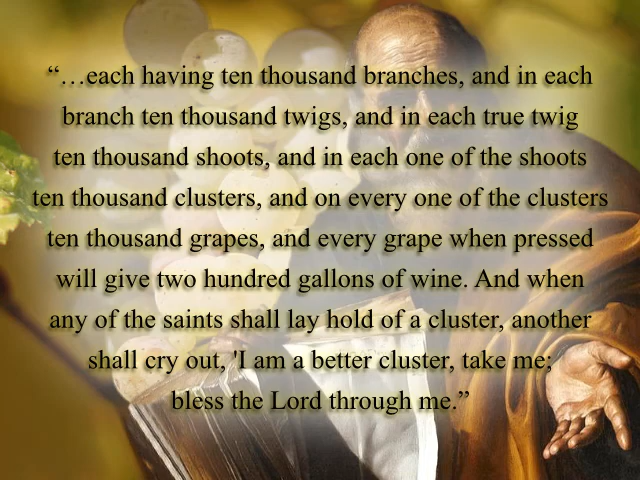 “…each having ten thousand branches, and in each
branch ten thousand twigs, and in each true twig
ten thousand shoots, and in each one of the shoots
ten thousand clusters, and on every one of the clusters
ten thousand grapes, and every grape when pressed
will give two hundred gallons of wine. And when
any of the saints shall lay hold of a cluster, another
shall cry out, 'I am a better cluster, take me;
bless the Lord through me.”